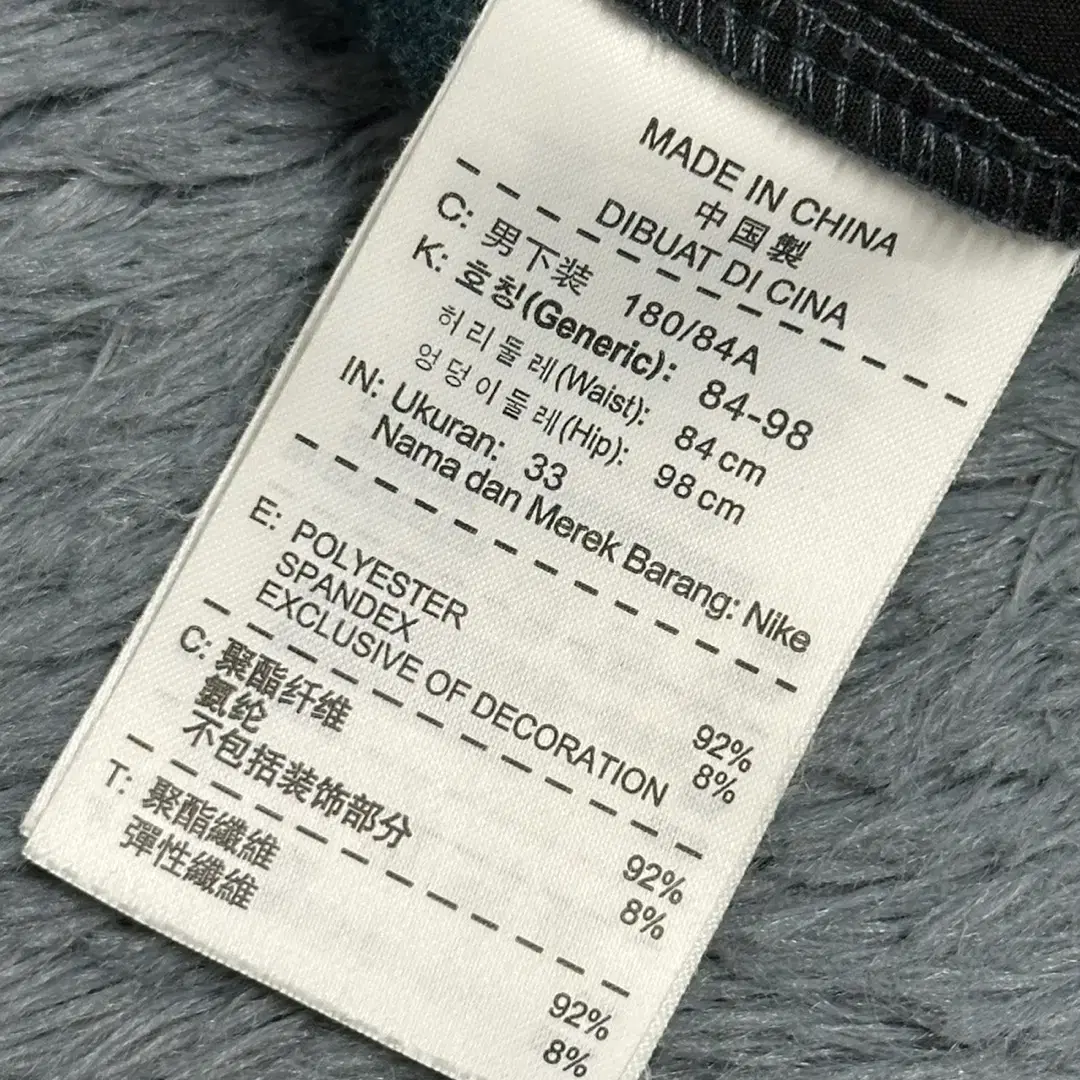 MADE IN CHINA
中国製
DIBUAT DI CINA
C: 男下装 180/84A
K: 호칭(Generic): 84-98
허리둘레(Waist): 84 cm
엉덩이둘레(Hip): 98 cm
IN: Ukuran: 33
Nama dan Merek Barang: Nike
E: POLYESTER 92%
SPANDEX 8%
EXCLUSIVE OF DECORATION
C: 聚酯纤维 92%
氨纶 8%
不包括装饰部分
T: 聚酯纖維 92%
彈性纖維 8%